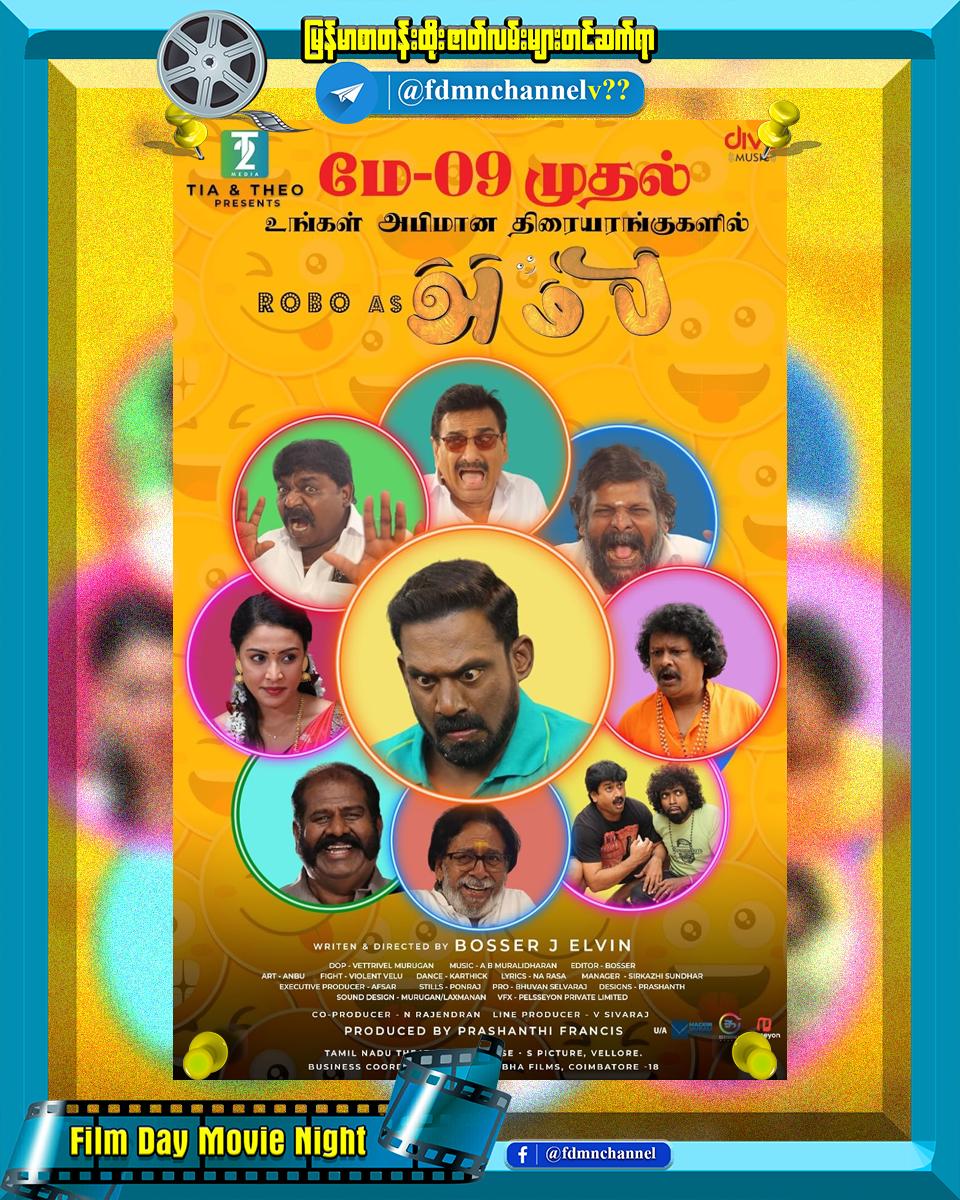 မြန်မာစာတန်းထိုးဇာတ်လမ်းများတင်ဆက်ရာ
@fdmnchannelv??
T2
MEDIA
TIA & THEO
PRESENTS
MUSIC
மே-09 முதல்
உங்கள் அபிமான திரையரங்குகளில்
ROBO AS அம்பி
WRITEN & DIRECTED BY BOSSER J ELVIN
DOP - VETTRIVEL MURUGAN MUSIC - A B MURALIDHARAN EDITOR - BOSSER
ART - ANBU FIGHT - VIOLENT VELU DANCE - KARTHICK LYRICS - NA RASA MANAGER - SIRKAZHI SUNDHAR
EXECUTIVE PRODUCER - AFSAR STILLS - PONRAJ PRO - BHUVAN SELVARAJ DESIGNS - PRASHANTH
SOUND DESIGN - MURUGAN/LAXMANAN VFX - PELSSEYON PRIVATE LIMITED
CO-PRODUCER - N RAJENDRAN LINE PRODUCER - V SIVARAJ
PRODUCED BY PRASHANTHI FRANCIS U/A
TAMIL NADU - S PICTURE, VELLORE.
BUSINESS FILMS, COIMBATORE -18
Film Day Movie Night
f @fdmnchannel